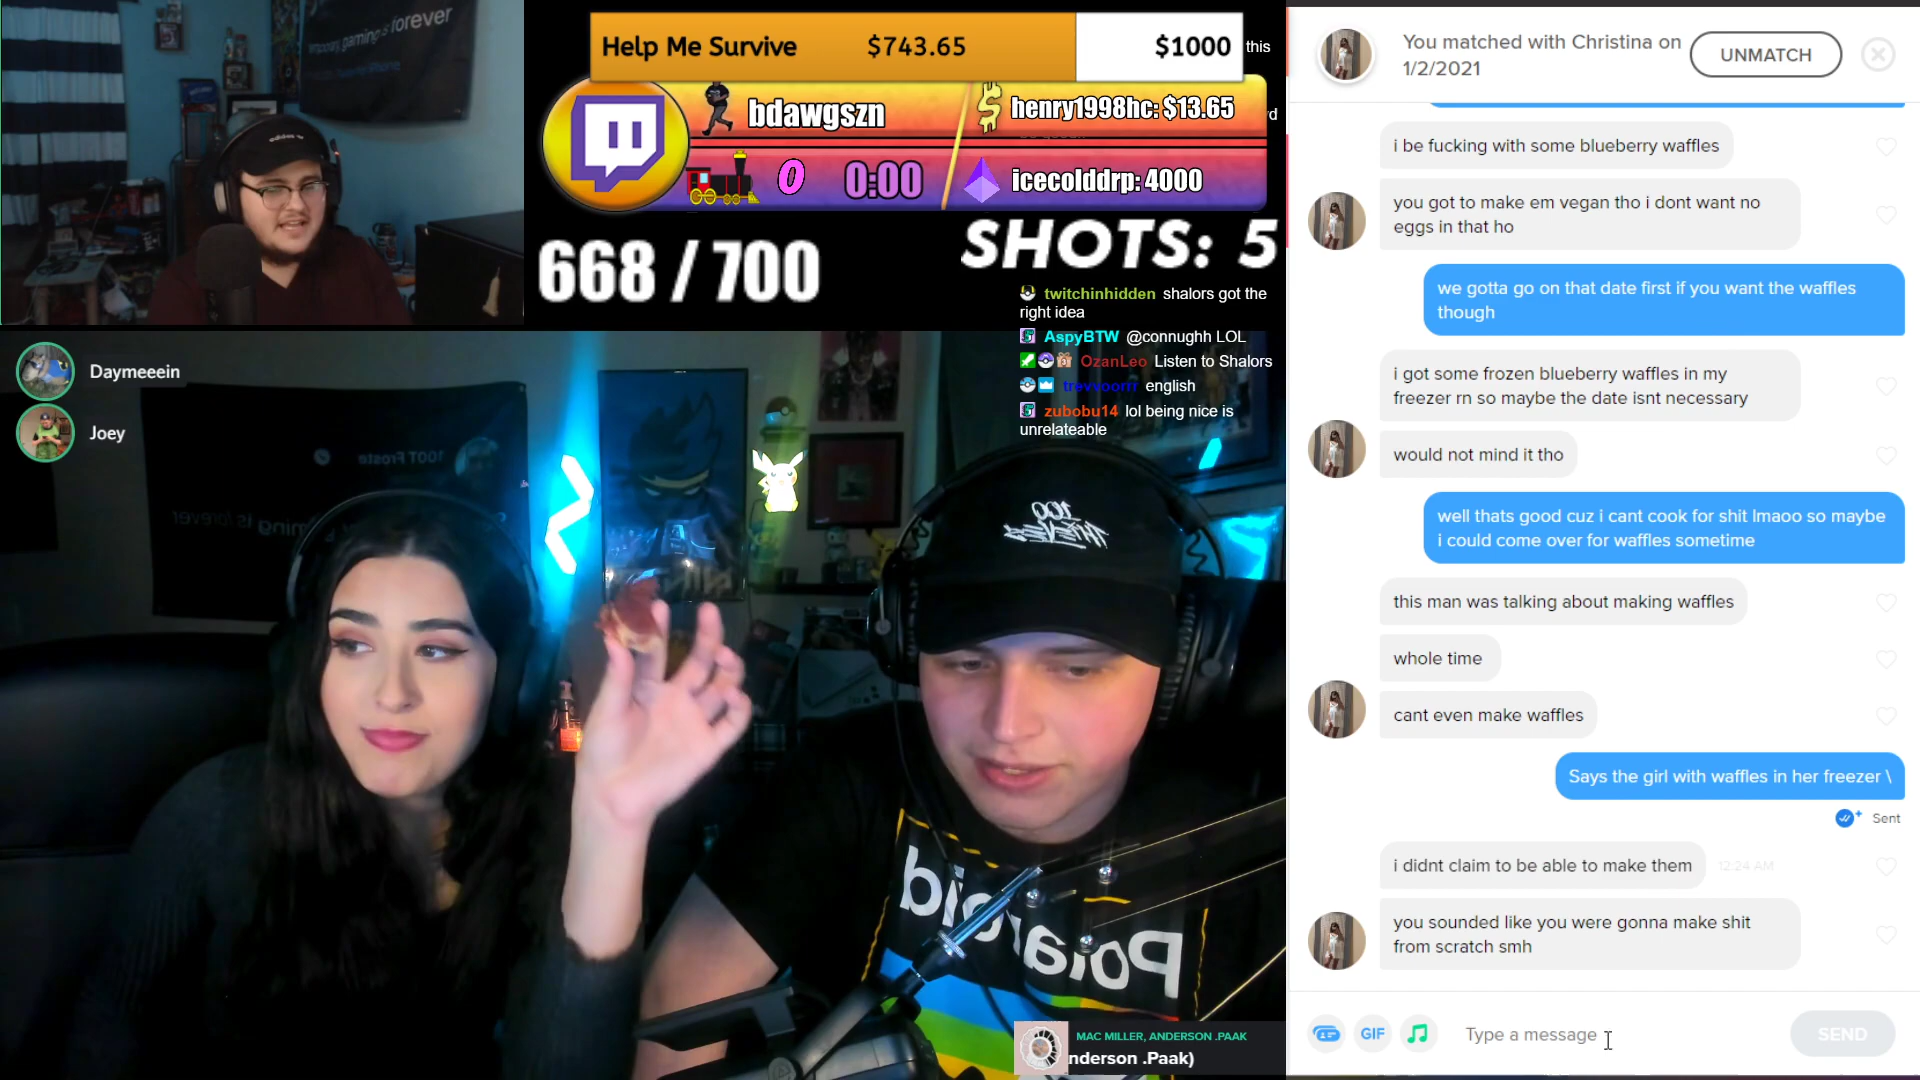 Help Me Survive $743.65 $1000
this
bdawgszn
henry1998hc: $13.65
0 0:00
icecolddrp: 4000
668 / 700
SHOTS: 5
twitchinhidden shalors got the
right idea
AspyBTW @connughh LOL
OzanLeo Listen to Shalors
trevvoorrr english
zubobu14 lol being nice is
unrelateable
Daymeeein
Joey
100T Froste
100
THIEVES
Polaroid
MAC MILLER, ANDERSON .PAAK
nderson .Paak)
You matched with Christina on
1/2/2021
UNMATCH
i be fucking with some blueberry waffles
you got to make em vegan tho i dont want no
eggs in that ho
we gotta go on that date first if you want the waffles
though
i got some frozen blueberry waffles in my
freezer rn so maybe the date isnt necessary
would not mind it tho
well thats good cuz i cant cook for shit lmaoo so maybe
i could come over for waffles sometime
this man was talking about making waffles
whole time
cant even make waffles
Says the girl with waffles in her freezer \
Sent
i didnt claim to be able to make them
12:24 AM
you sounded like you were gonna make shit
from scratch smh
GIF
Type a message
SEND